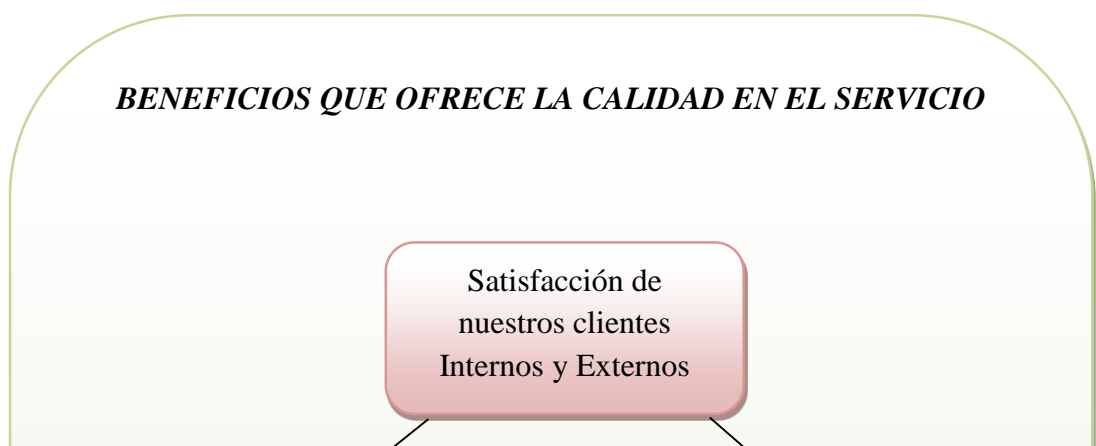 BENEFICIOS QUE OFRECE LA CALIDAD EN EL SERVICIO
Satisfacción de
nuestros clientes
Internos y Externos